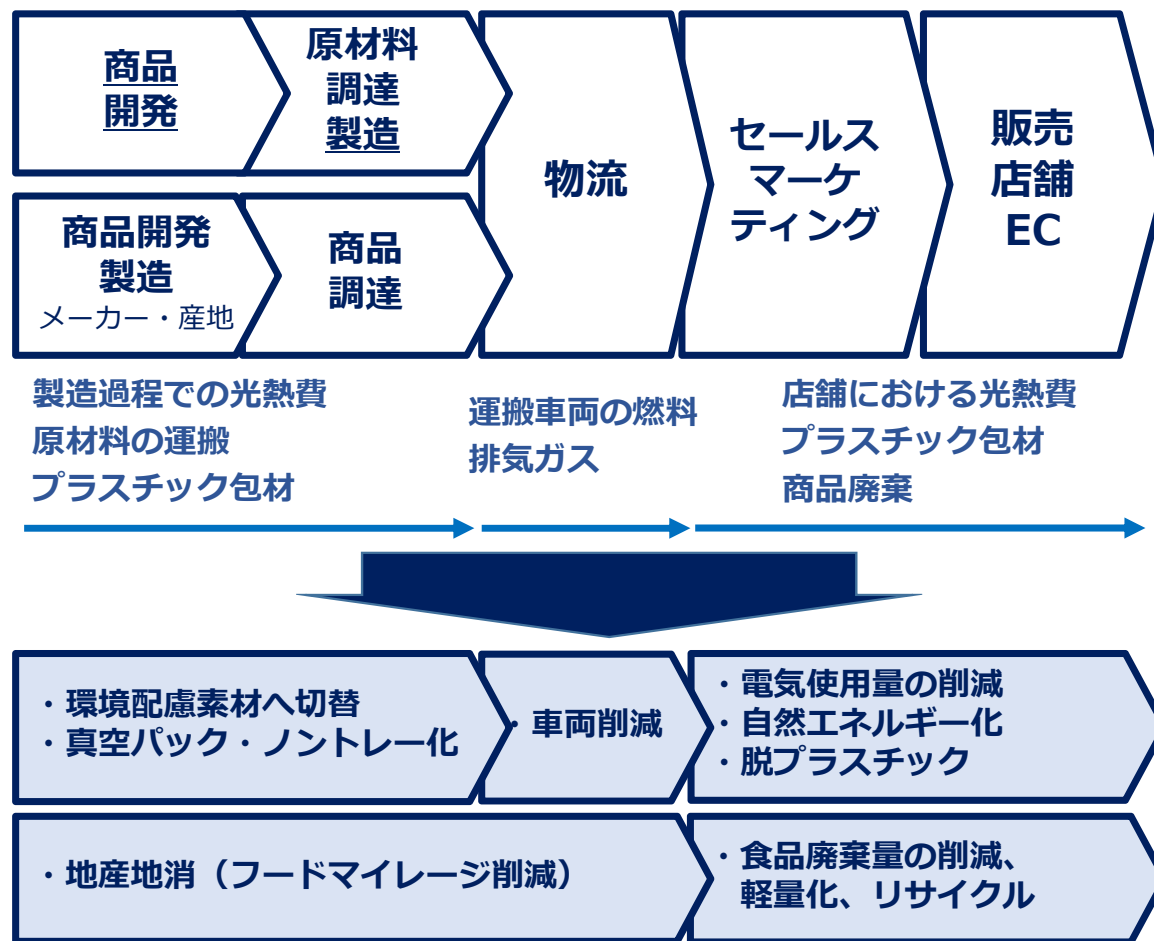 商品
開発
原材料
調達
製造
商品開発
製造
メーカー・産地
商品
調達
物流
セールス
マーケ
ティング
販売
店舗
EC
製造過程での光熱費
原材料の運搬
プラスチック包材
運搬車両の燃料
排気ガス
店舗における光熱費
プラスチック包材
商品廃棄
・環境配慮素材へ切替
・真空パック・ノントレー化
・車両削減
・電気使用量の削減
・自然エネルギー化
・脱プラスチック
・地産地消（フードマイレージ削減）
・食品廃棄量の削減、
軽量化、リサイクル